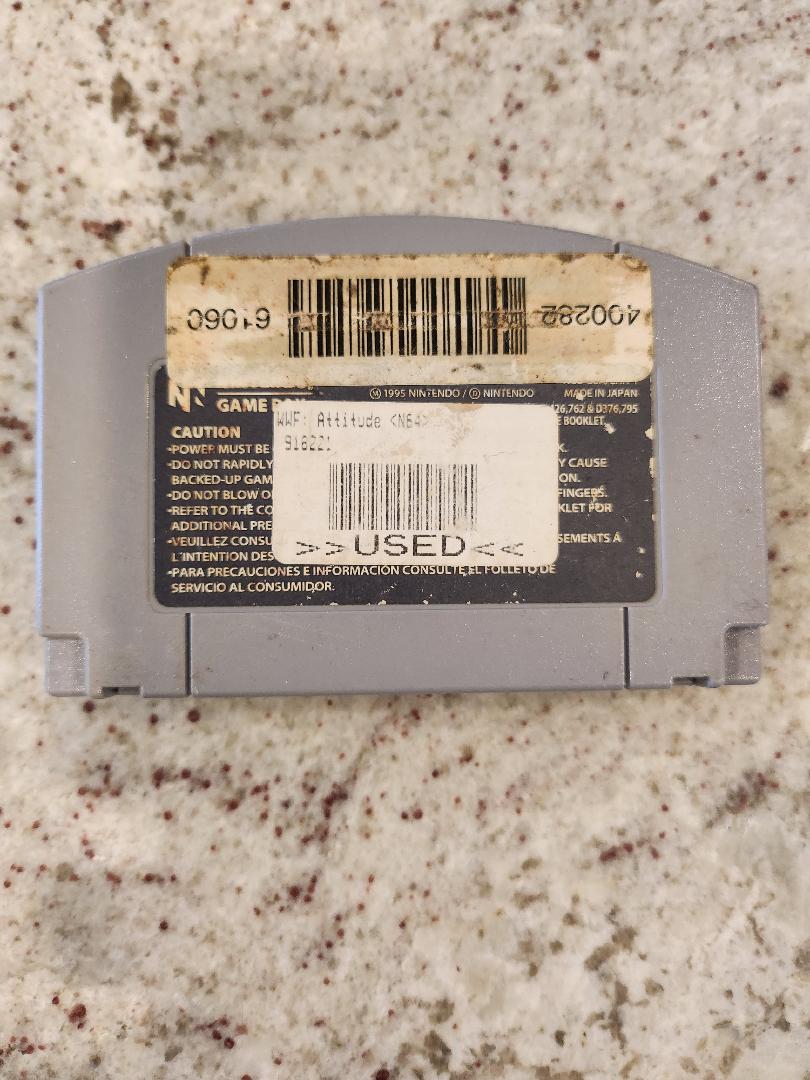 400282 61060
GAME
Ⓜ 1995 NINTENDO / Ⓓ NINTENDO
MADE IN JAPAN
26,762 & D376,795
E BOOKLET.
WWF: Attitude <N64>
918221
>>USED<<
CAUTION
•POWER MUST BE
K.
•DO NOT RAPIDLY
Y CAUSE
BACKED-UP GAM
ON.
•DO NOT BLOW O
FINGERS.
•REFER TO THE CO
KLET FOR
ADDITIONAL PRE
•VEUILLEZ CONSU
SEMENTS À
L'INTENTION DES
•PARA PRECAUCIONES E INFORMACIÓN CONSULTE EL FOLLETO DE
SERVICIO AL CONSUMIDOR.